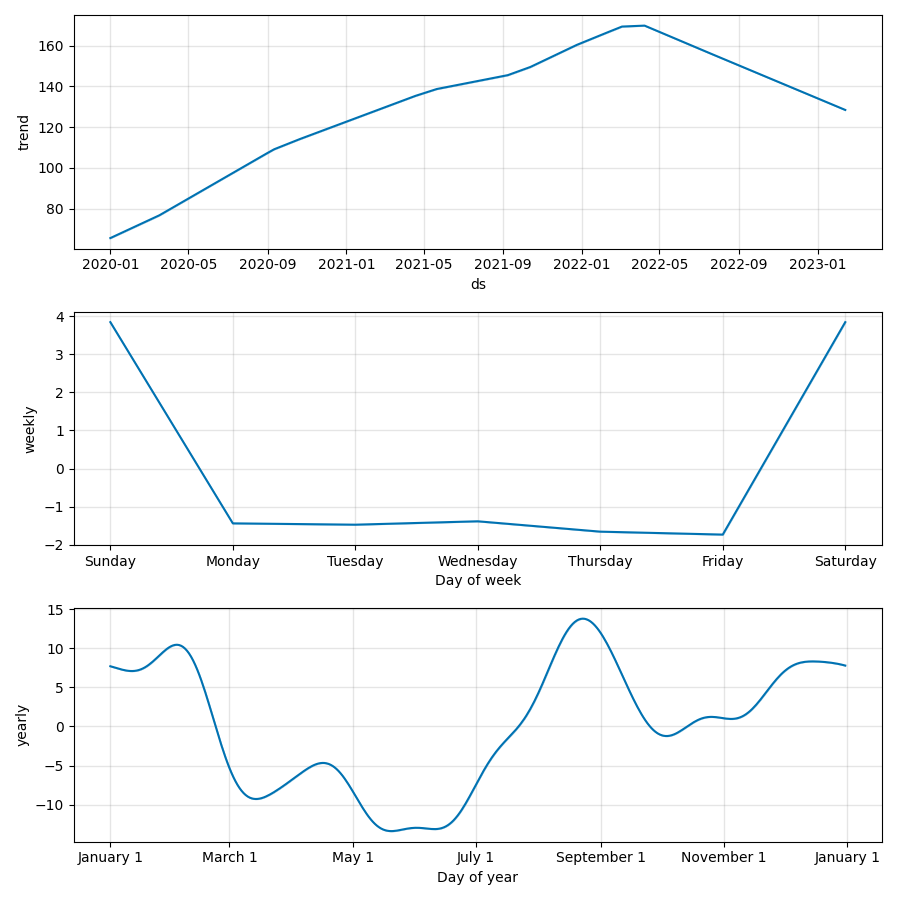 160
140
120
100
80
trend
2020-01 2020-05 2020-09 2021-01 2021-05 2021-09 2022-01 2022-05 2022-09 2023-01
ds
4
3
2
1
0
−1
−2
weekly
Sunday Monday Tuesday Wednesday Thursday Friday Saturday
Day of week
15
10
5
0
−5
−10
yearly
January 1 March 1 May 1 July 1 September 1 November 1 January 1
Day of year